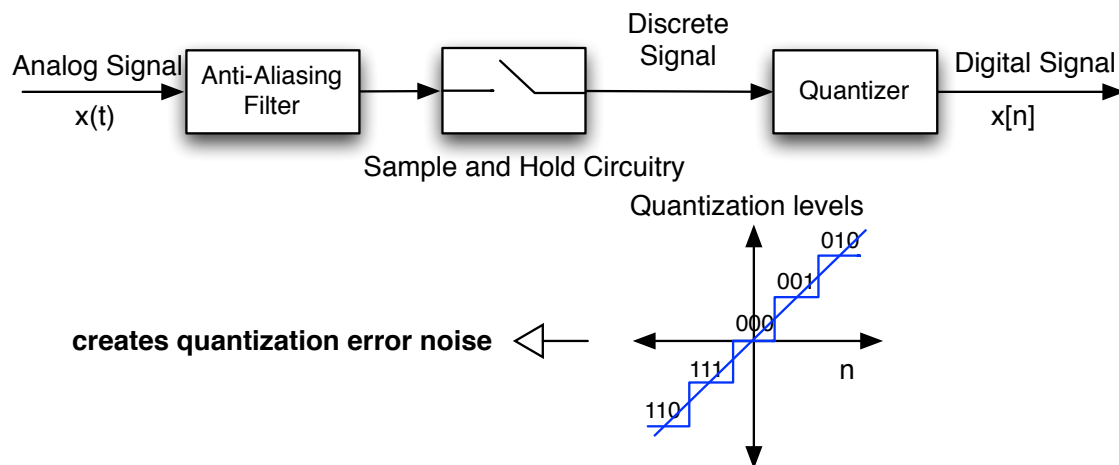 Analog Signal
x(t)
Anti-Aliasing
Filter
Sample and Hold Circuitry
Discrete
Signal
Quantizer
Digital Signal
x[n]
Quantization levels
010
001
000
111
110
n
creates quantization error noise